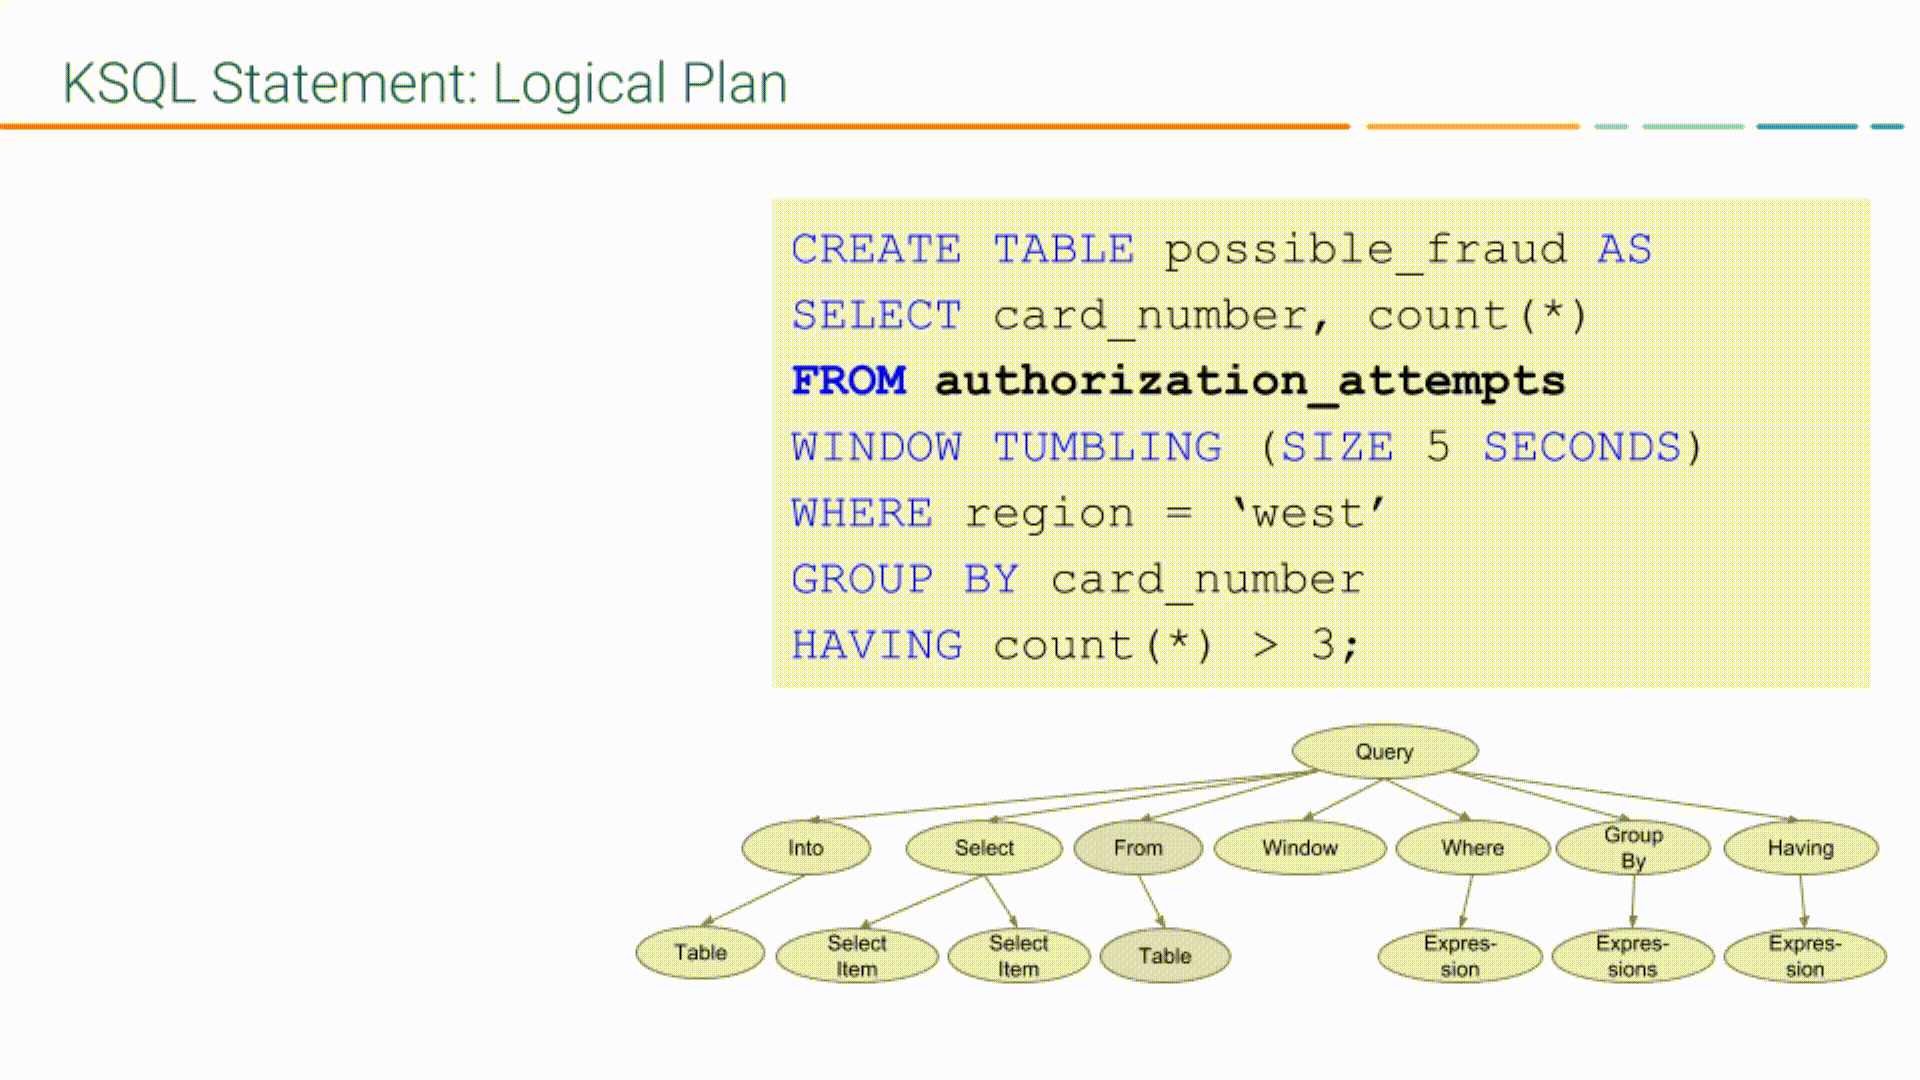 KSQL Statement: Logical Plan
CREATE TABLE possible_fraud AS
SELECT card_number, count(*)
FROM authorization_attempts
WINDOW TUMBLING (SIZE 5 SECONDS)
WHERE region = ‘west’
GROUP BY card_number
HAVING count(*) > 3;
Query
Into
Select
From
Window
Where
Group
By
Having
Table
Select
Item
Select
Item
Table
Expres-
sion
Expres-
sions
Expres-
sion